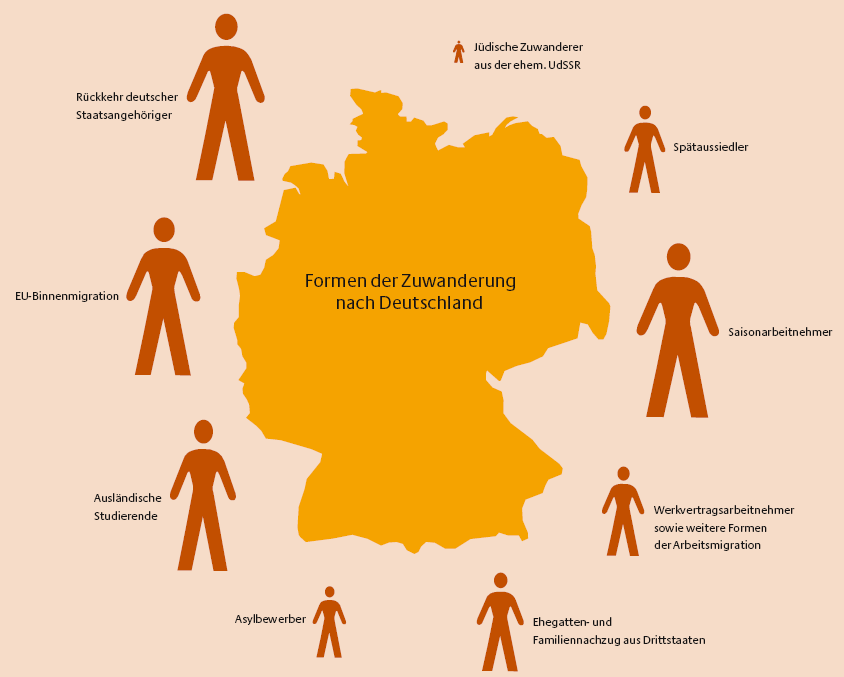 Jüdische Zuwanderer
aus der ehem. UdSSR
Rückkehr deutscher
Staatsangehöriger
Spätaussiedler
Formen der Zuwanderung
nach Deutschland
EU-Binnenmigration
Saisonarbeitnehmer
Ausländische
Studierende
Werkvertragsarbeitnehmer
sowie weitere Formen
der Arbeitsmigration
Asylbewerber
Ehegatten- und
Familiennachzug aus Drittstaaten